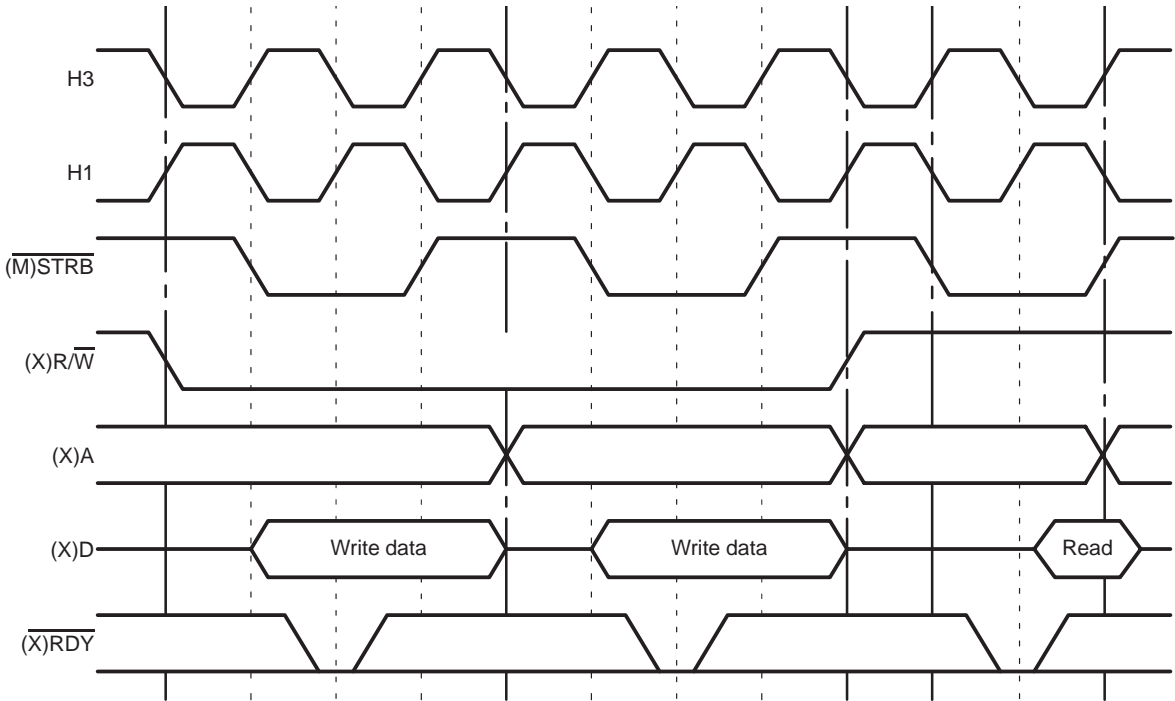 H3
H1
(M)STRB
(X)R/W
(X)A
(X)D
Write data
Write data
Read
(X)RDY